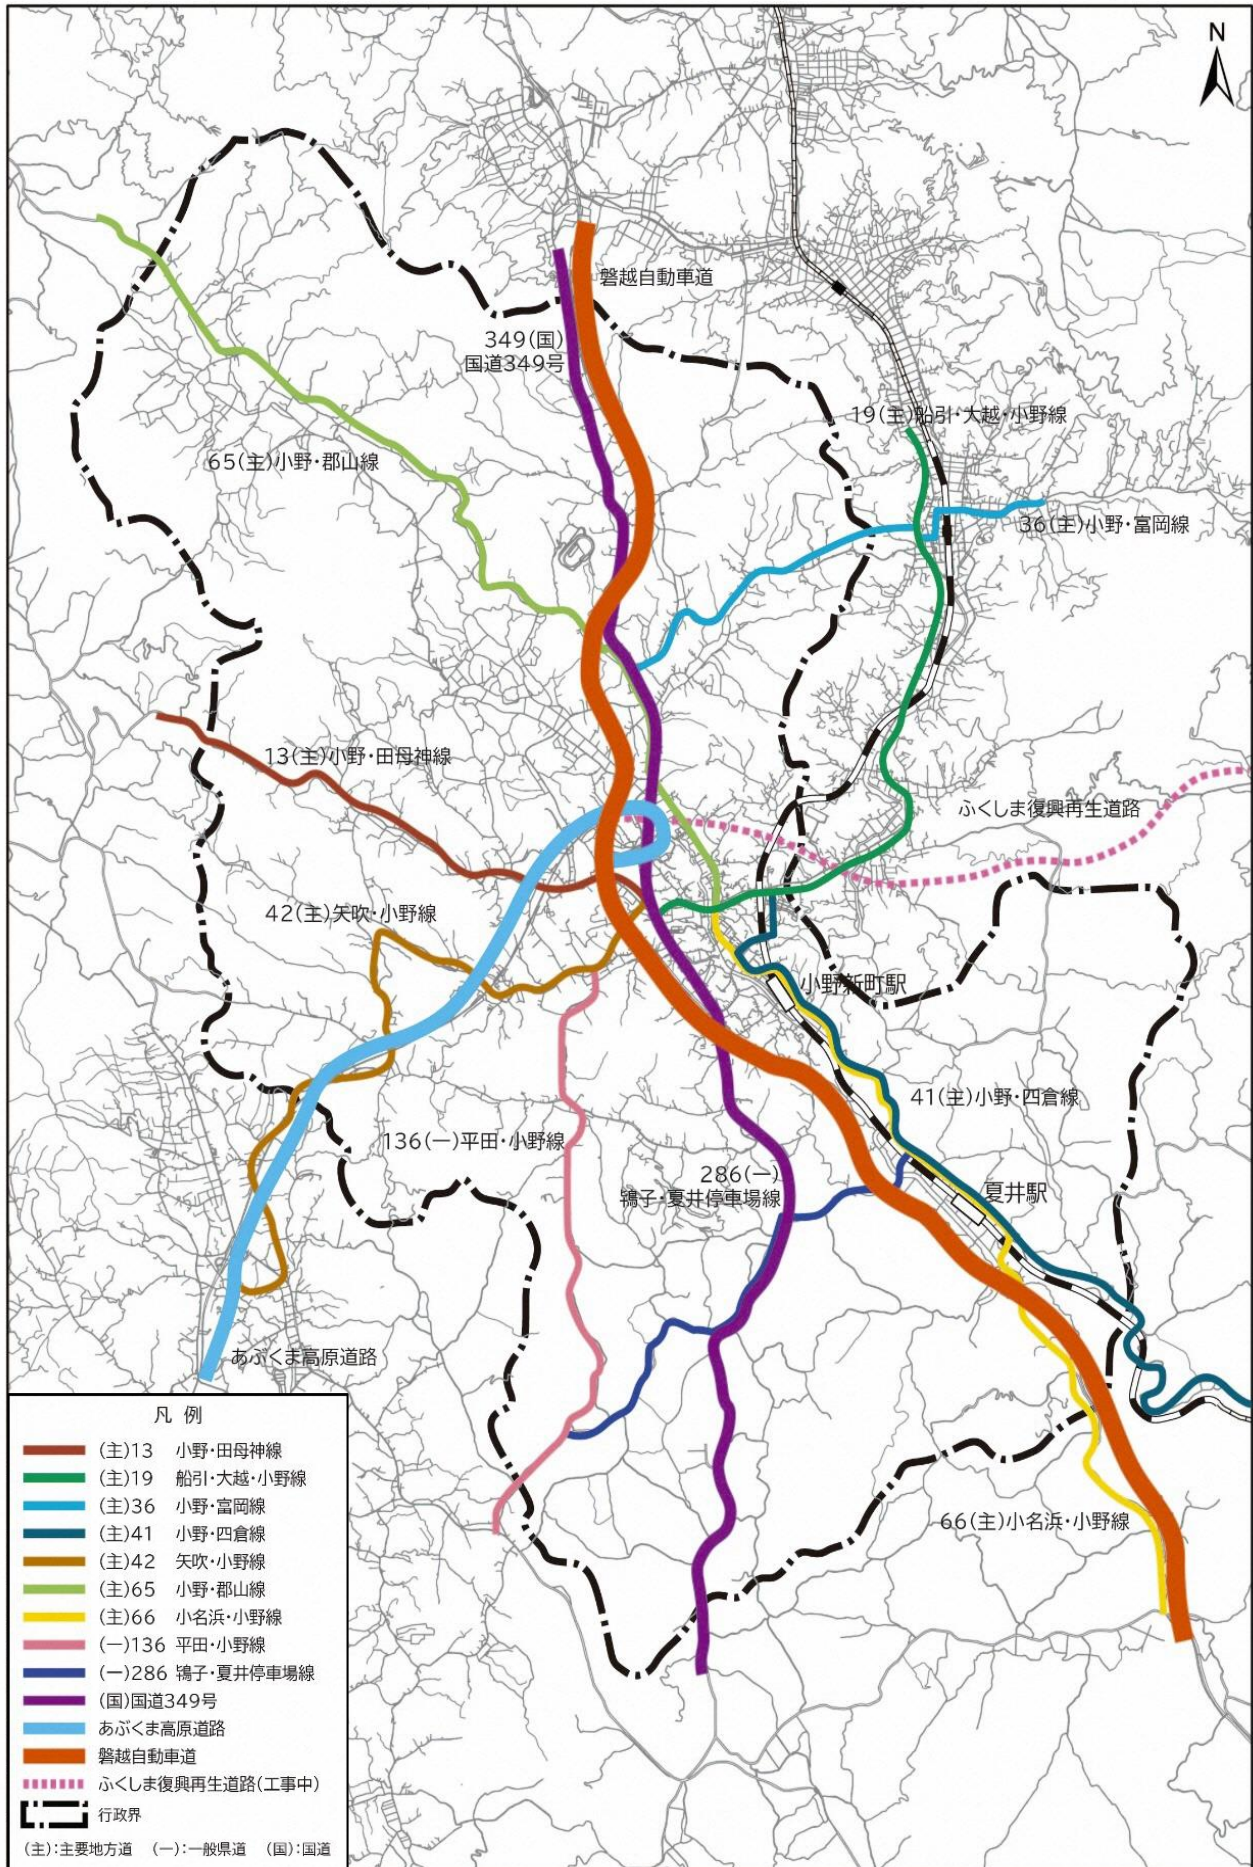 N
磐越自動車道
349(国)
国道349号
19(主)船引・大越・小野線
65(主)小野・郡山線
36(主)小野・富岡線
13(主)小野・田母神線
ふくしま復興再生道路
42(主)矢吹・小野線
小野新町駅
41(主)小野・四倉線
136(一)平田・小野線
286(一)
鴇子・夏井停車場線
夏井駅
あぶくま高原道路
66(主)小名浜・小野線
凡 例
(主)13 小野・田母神線
(主)19 船引・大越・小野線
(主)36 小野・富岡線
(主)41 小野・四倉線
(主)42 矢吹・小野線
(主)65 小野・郡山線
(主)66 小名浜・小野線
(一)136 平田・小野線
(一)286 鴇子・夏井停車場線
(国)国道349号
あぶくま高原道路
磐越自動車道
ふくしま復興再生道路(工事中)
行政界
(主):主要地方道 (一):一般県道 (国):国道